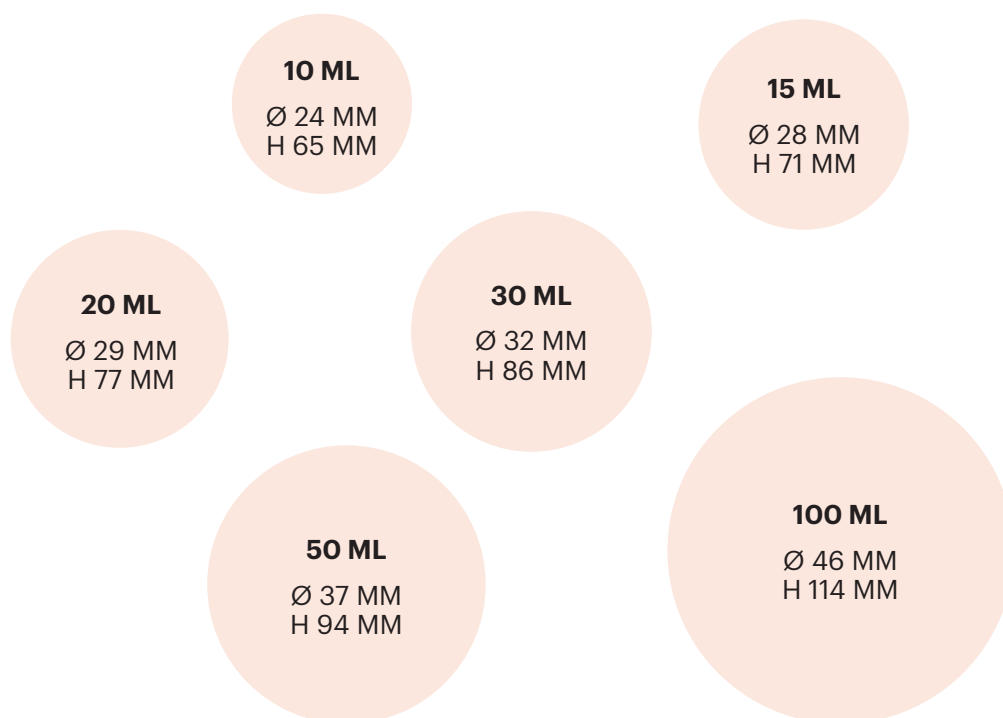 10 ML
Ø 24 MM
H 65 MM
15 ML
Ø 28 MM
H 71 MM
20 ML
Ø 29 MM
H 77 MM
30 ML
Ø 32 MM
H 86 MM
50 ML
Ø 37 MM
H 94 MM
100 ML
Ø 46 MM
H 114 MM